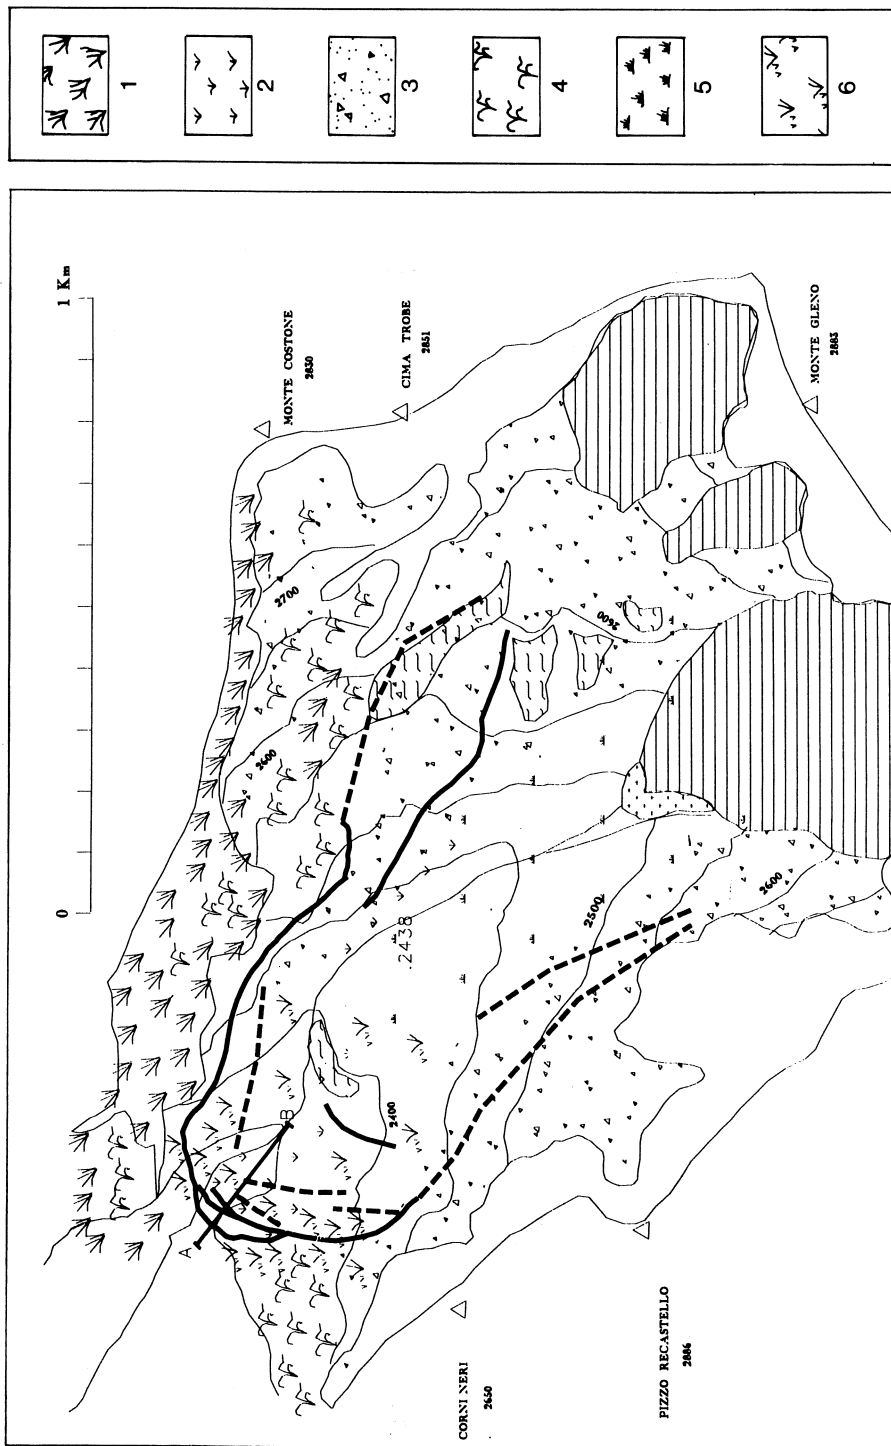 1
2
3
4
5
6
0
1 Km
MONTE COSTONE
2830
CIMA TROBE
2851
MONTE GLENO
2883
2700
2600
2600
.2438
2500
2600
2400
A
B
CORNI NERI
2650
PIZZO RECASTELLO
2886